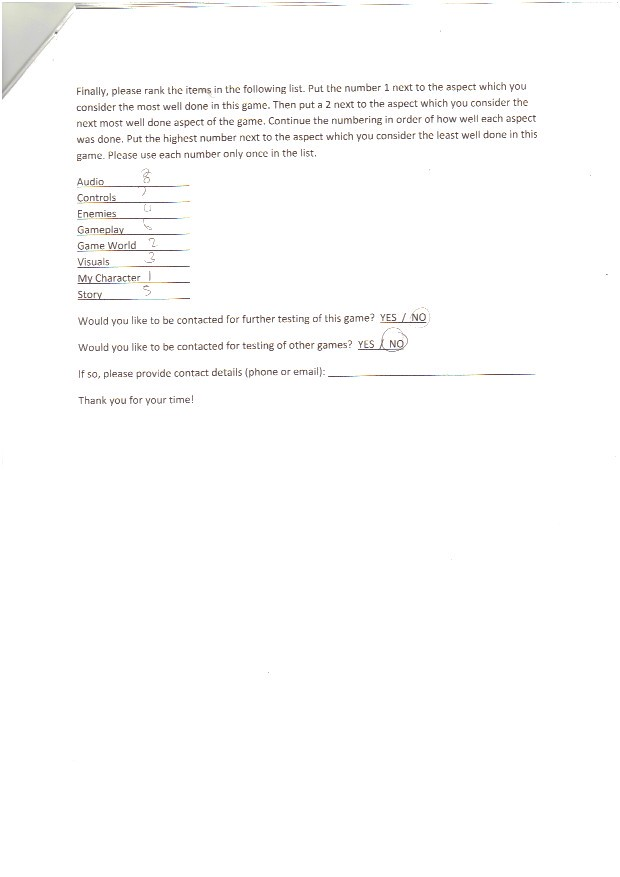 Finally, please rank the items in the following list. Put the number 1 next to the aspect which you
consider the most well done in this game. Then put a 2 next to the aspect which you consider the
next most well done aspect of the game. Continue the numbering in order of how well each aspect
was done. Put the highest number next to the aspect which you consider the least well done in this
game. Please use each number only once in the list.
Audio 8
Controls 7
Enemies 4
Gameplay 6
Game World 2
Visuals 3
My Character 1
Story 5
Would you like to be contacted for further testing of this game? YES / NO
Would you like to be contacted for testing of other games? YES / NO
If so, please provide contact details (phone or email):
Thank you for your time!